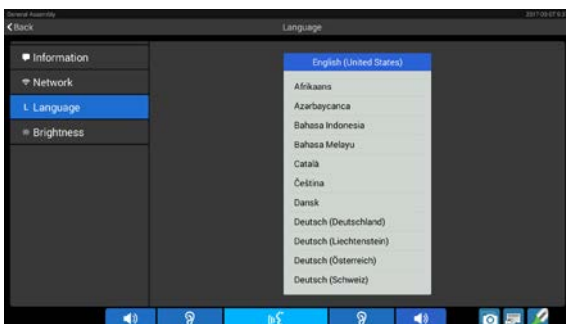 General Assembly
Back
Language
Information
Network
L Language
Brightness
English (United States)
Afrikaans
Azərbaycanca
Bahasa Indonesia
Bahasa Melayu
Català
Čeština
Dansk
Deutsch (Deutschland)
Deutsch (Liechtenstein)
Deutsch (Österreich)
Deutsch (Schweiz)